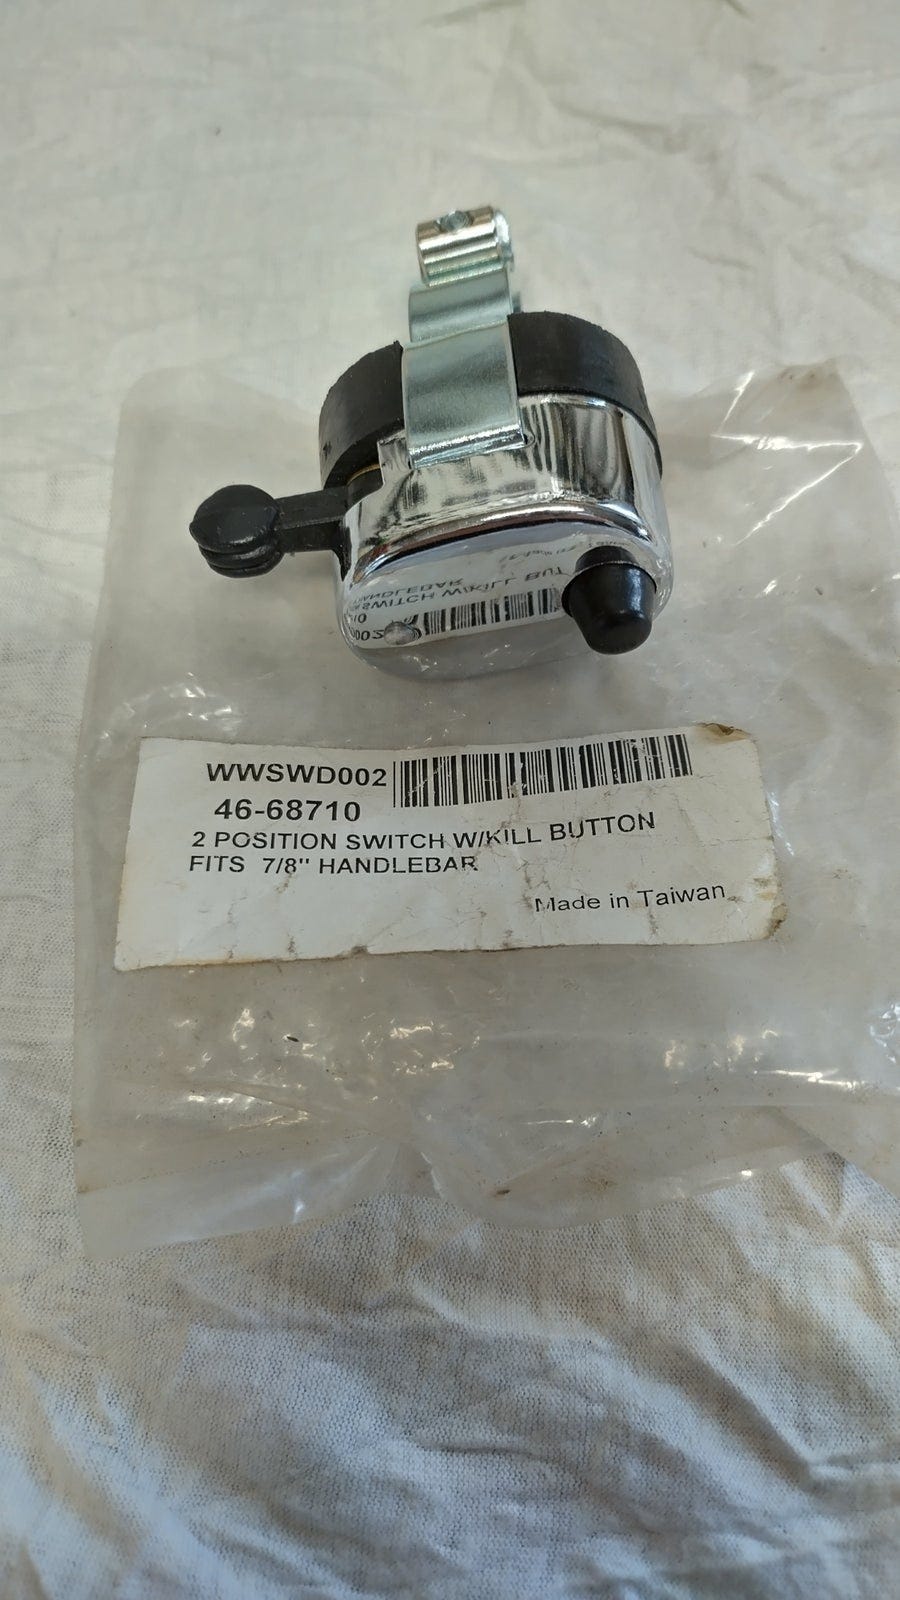 WWSWD002
46-68710
2 POSITION SWITCH W/KILL BUTTON
FITS 7/8'' HANDLEBAR
Made in Taiwan